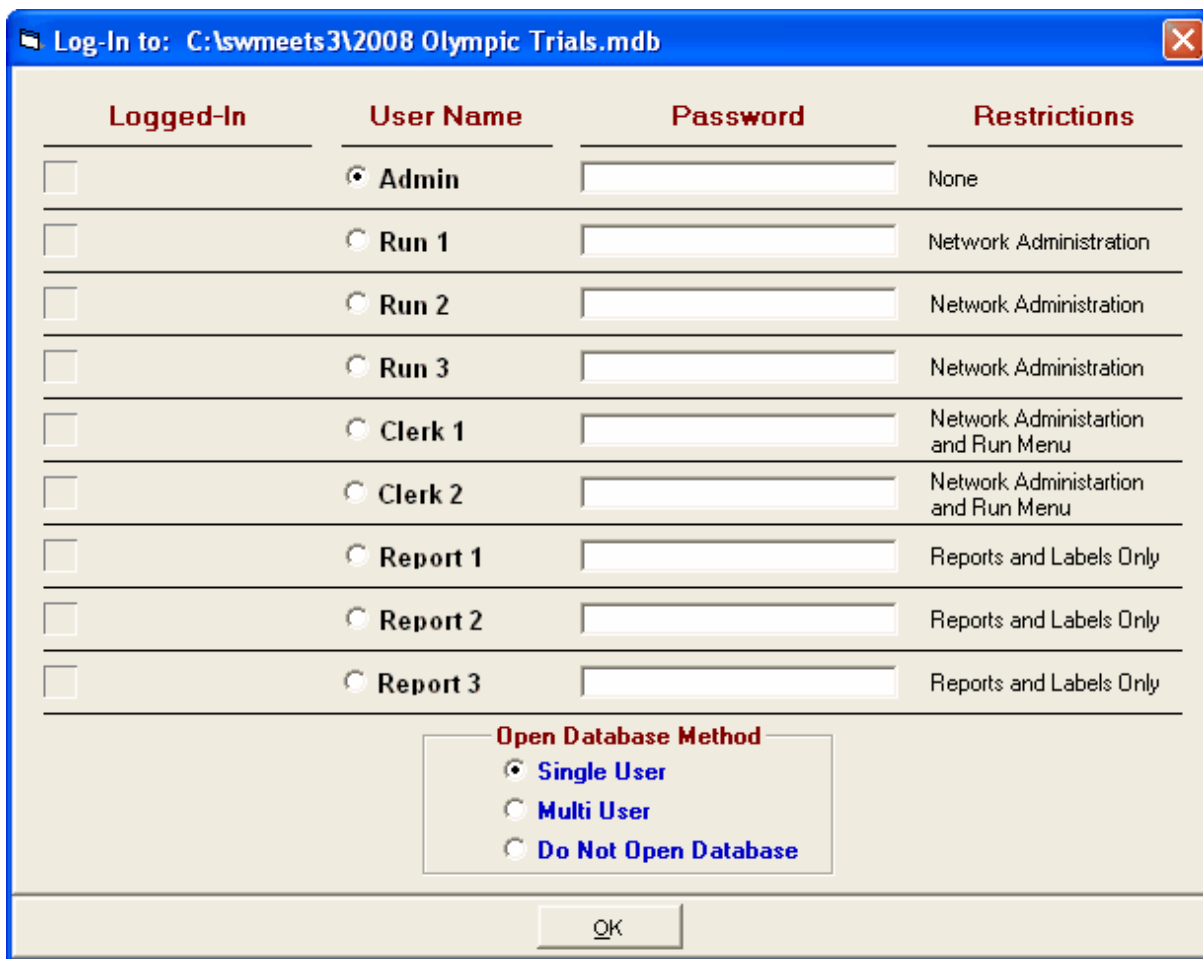 Log-In to: C:\swmeets3\2008 Olympic Trials.mdb
Logged-In User Name Password Restrictions
Admin None
Run 1 Network Administration
Run 2 Network Administration
Run 3 Network Administration
Clerk 1 Network Administartion
and Run Menu
Clerk 2 Network Administartion
and Run Menu
Report 1 Reports and Labels Only
Report 2 Reports and Labels Only
Report 3 Reports and Labels Only
Open Database Method
Single User
Multi User
Do Not Open Database
OK